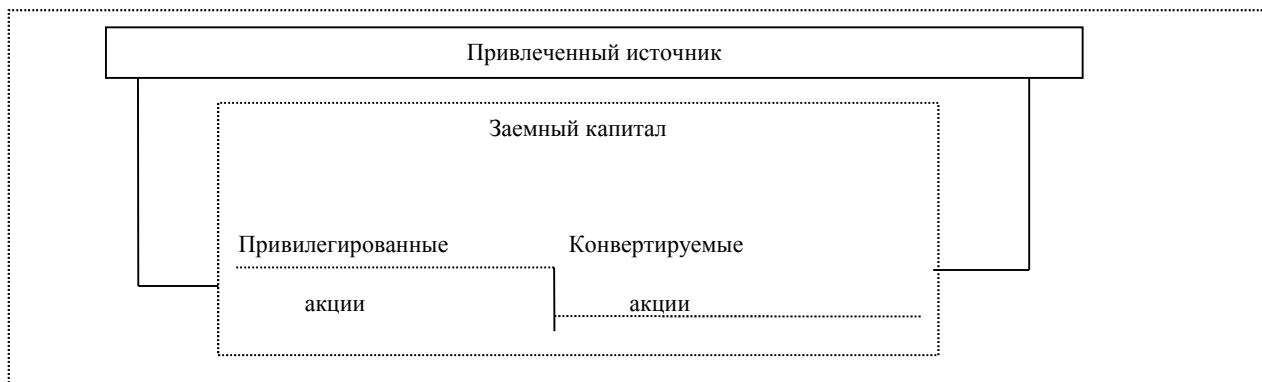 Привлеченный источник
Заемный капитал
Привилегированные Конвертируемые
акции акции